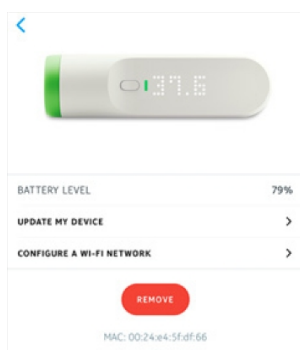 37.6
BATTERY LEVEL 79%
UPDATE MY DEVICE
CONFIGURE A WI-FI NETWORK
REMOVE
MAC: 00:24:e4:5f:df:66